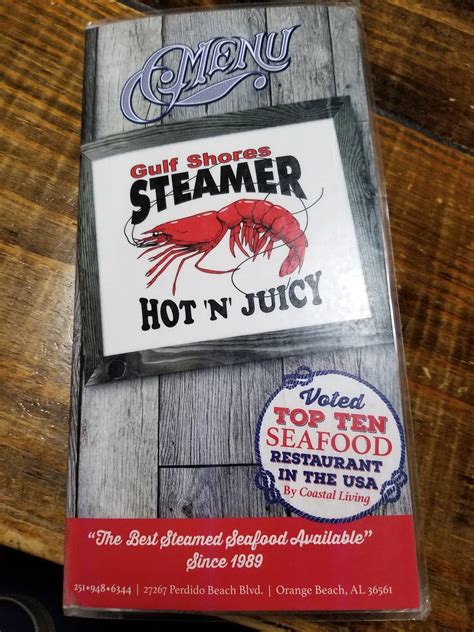 MENU
Gulf Shores
STEAMER
HOT 'N' JUICY
Voted
TOP TEN
SEAFOOD
RESTAURANT
IN THE USA
By Coastal Living
"The Best Steamed Seafood Available"
Since 1989
251•948•6344 | 27267 Perdido Beach Blvd. | Orange Beach, AL 36561